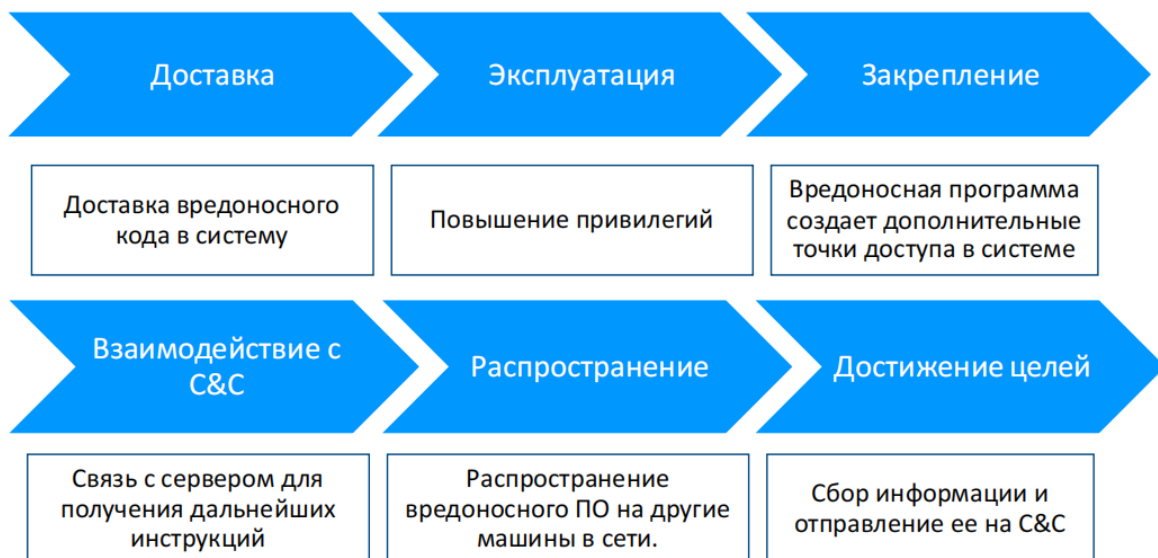 Доставка
Эксплуатация
Закрепление
Доставка вредоносного
кода в систему
Повышение привилегий
Вредоносная программа
создает дополнительные
точки доступа в системе
Взаимодействие с
C&C
Распространение
Достижение целей
Связь с сервером для
получения дальнейших
инструкций
Распространение
вредоносного ПО на другие
машины в сети.
Сбор информации и
отправление ее на C&C